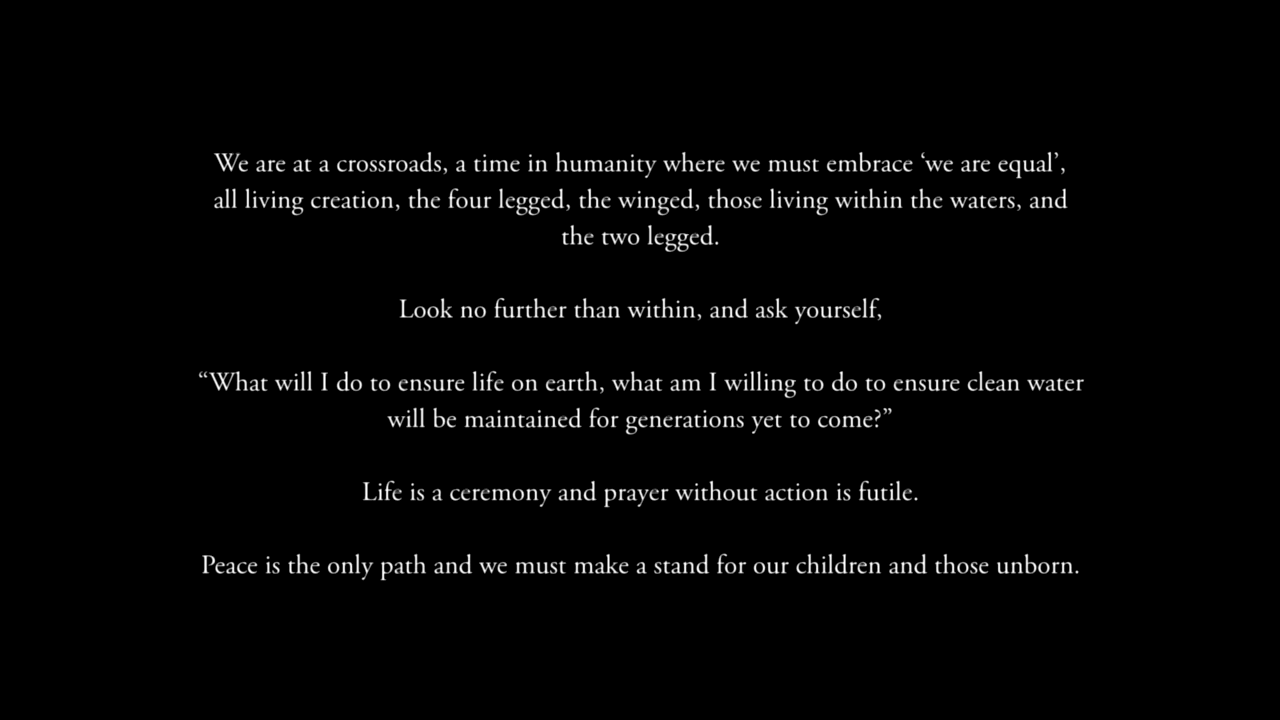 We are at a crossroads, a time in humanity where we must embrace ‘we are equal’,
all living creation, the four legged, the winged, those living within the waters, and
the two legged.
Look no further than within, and ask yourself,
“What will I do to ensure life on earth, what am I willing to do to ensure clean water
will be maintained for generations yet to come?”
Life is a ceremony and prayer without action is futile.
Peace is the only path and we must make a stand for our children and those unborn.